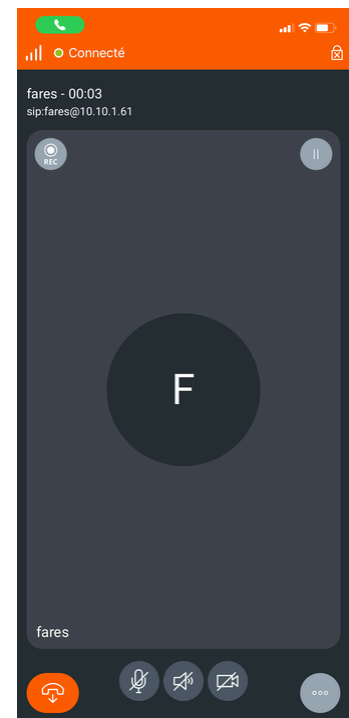 Connecté
fares - 00:03
sip:fares@10.10.1.61
REC
F
fares